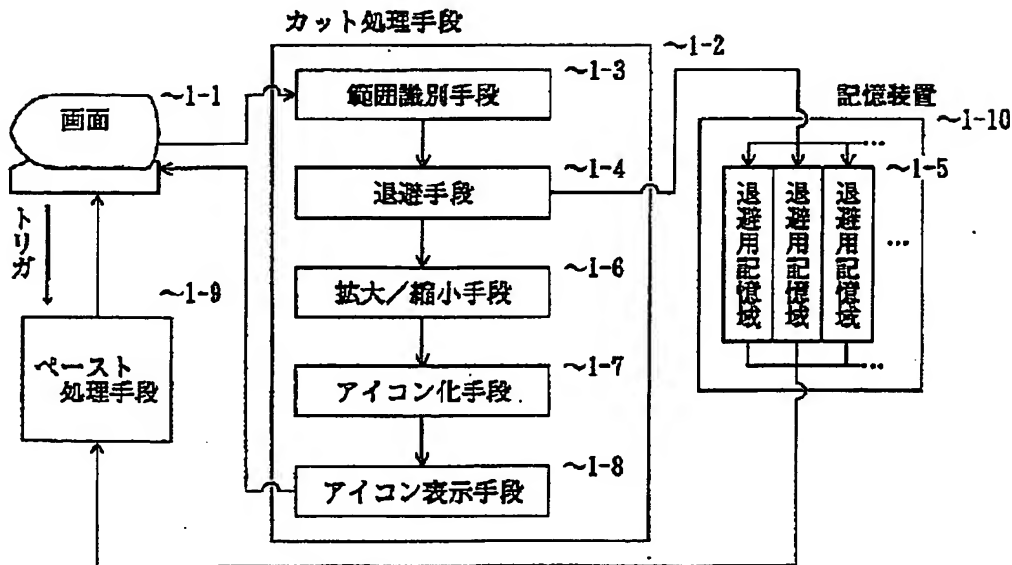 カット処理手段
～1-2
～1-3
範囲識別手段
～1-1
画面
記憶装置
～1-10
～1-4
退避手段
～1-5
退避用記憶域
退避用記憶域
退避用記憶域
…
…
…
トリガ
～1-6
拡大／縮小手段
～1-9
ペースト
処理手段
～1-7
アイコン化手段
～1-8
アイコン表示手段